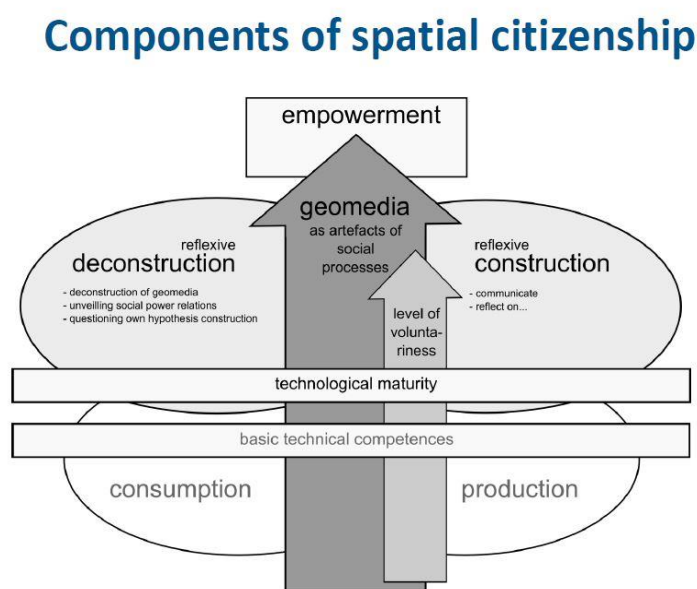 Components of spatial citizenship
empowerment
geomedia
as artefacts of
social
processes
reflexive
deconstruction
- deconstruction of geomedia
- unveilling social power relations
- questioning own hypothesis construction
reflexive
construction
- communicate
- reflect on...
level of
volunta-
riness
technological maturity
basic technical competences
consumption
production